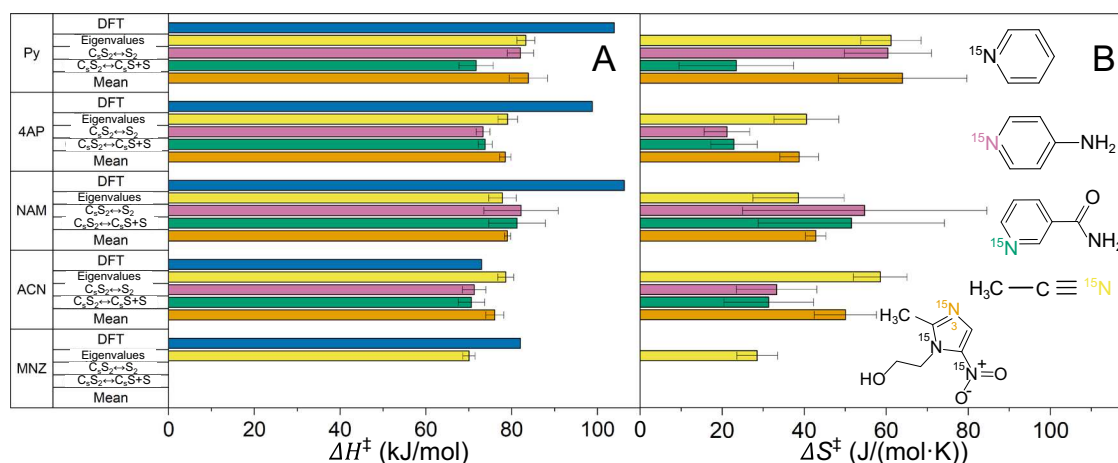 A
B
Py
DFT
Eigenvalues
CₛS₂↔S₂
CₛS₂↔CₛS+S
Mean
4AP
DFT
Eigenvalues
CₛS₂↔S₂
CₛS₂↔CₛS+S
Mean
NAM
DFT
Eigenvalues
CₛS₂↔S₂
CₛS₂↔CₛS+S
Mean
ACN
DFT
Eigenvalues
CₛS₂↔S₂
CₛS₂↔CₛS+S
Mean
MNZ
DFT
Eigenvalues
CₛS₂↔S₂
CₛS₂↔CₛS+S
Mean
0 20 40 60 80 100
ΔH‡ (kJ/mol)
0 20 40 60 80 100
ΔS‡ (J/(mol·K))
¹⁵N
¹⁵N NH₂
O
¹⁵N NH₂
H₃C C ¹⁵N
¹⁵N
H₃C 3
¹⁵
N
¹⁵N⁺ O
HO
O⁻